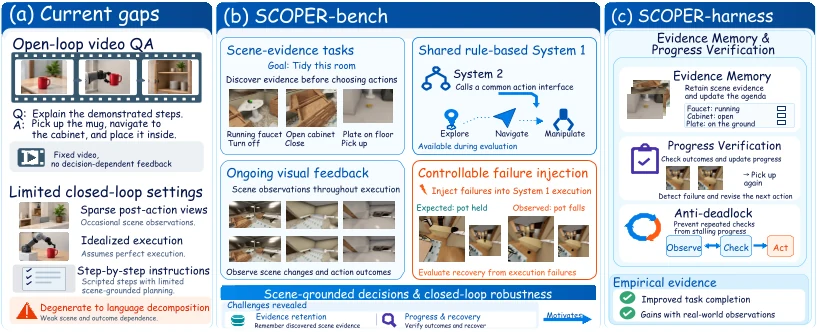 (a) Current gaps
Open-loop video QA
Q: Explain the demonstrated steps.
A: Pick up the mug, navigate to
the cabinet, and place it inside.
Fixed video,
no decision-dependent feedback
Limited closed-loop settings
Sparse post-action views
Occasional scene observations.
Idealized execution
Assumes perfect execution.
Step-by-step instructions
Scripted steps with limited
scene-grounded planning.
Degenerate to language decomposition
Weak scene and outcome dependence.
(b) SCOPER-bench
Scene-evidence tasks
Goal: Tidy this room
Discover evidence before choosing actions
Running faucet
Turn off
Open cabinet
Close
Plate on floor
Pick up
Shared rule-based System 1
System 2
Calls a common action interface
Explore
Navigate
Manipulate
Available during evaluation
Ongoing visual feedback
Scene observations throughout execution
Observe scene changes and action outcomes
Controllable failure injection
Inject failures into System 1 execution
Expected: pot held
Observed: pot falls
Evaluate recovery from execution failures
Scene-grounded decisions & closed-loop robustness
Challenges revealed
Evidence retention
Remember discovered scene evidence
Progress & recovery
Verify outcomes and recover
Motivates
(c) SCOPER-harness
Evidence Memory &
Progress Verification
Evidence Memory
Retain scene evidence
and update the agenda
Faucet: running
Cabinet: open
Plate: on the ground
Progress Verification
Check outcomes and update progress
→ Pick up
again
Detect failure and revise the next action
Anti-deadlock
Prevent repeated checks
from stalling progress
Observe
Check
Act
Empirical evidence
Improved task completion
Gains with real-world observations